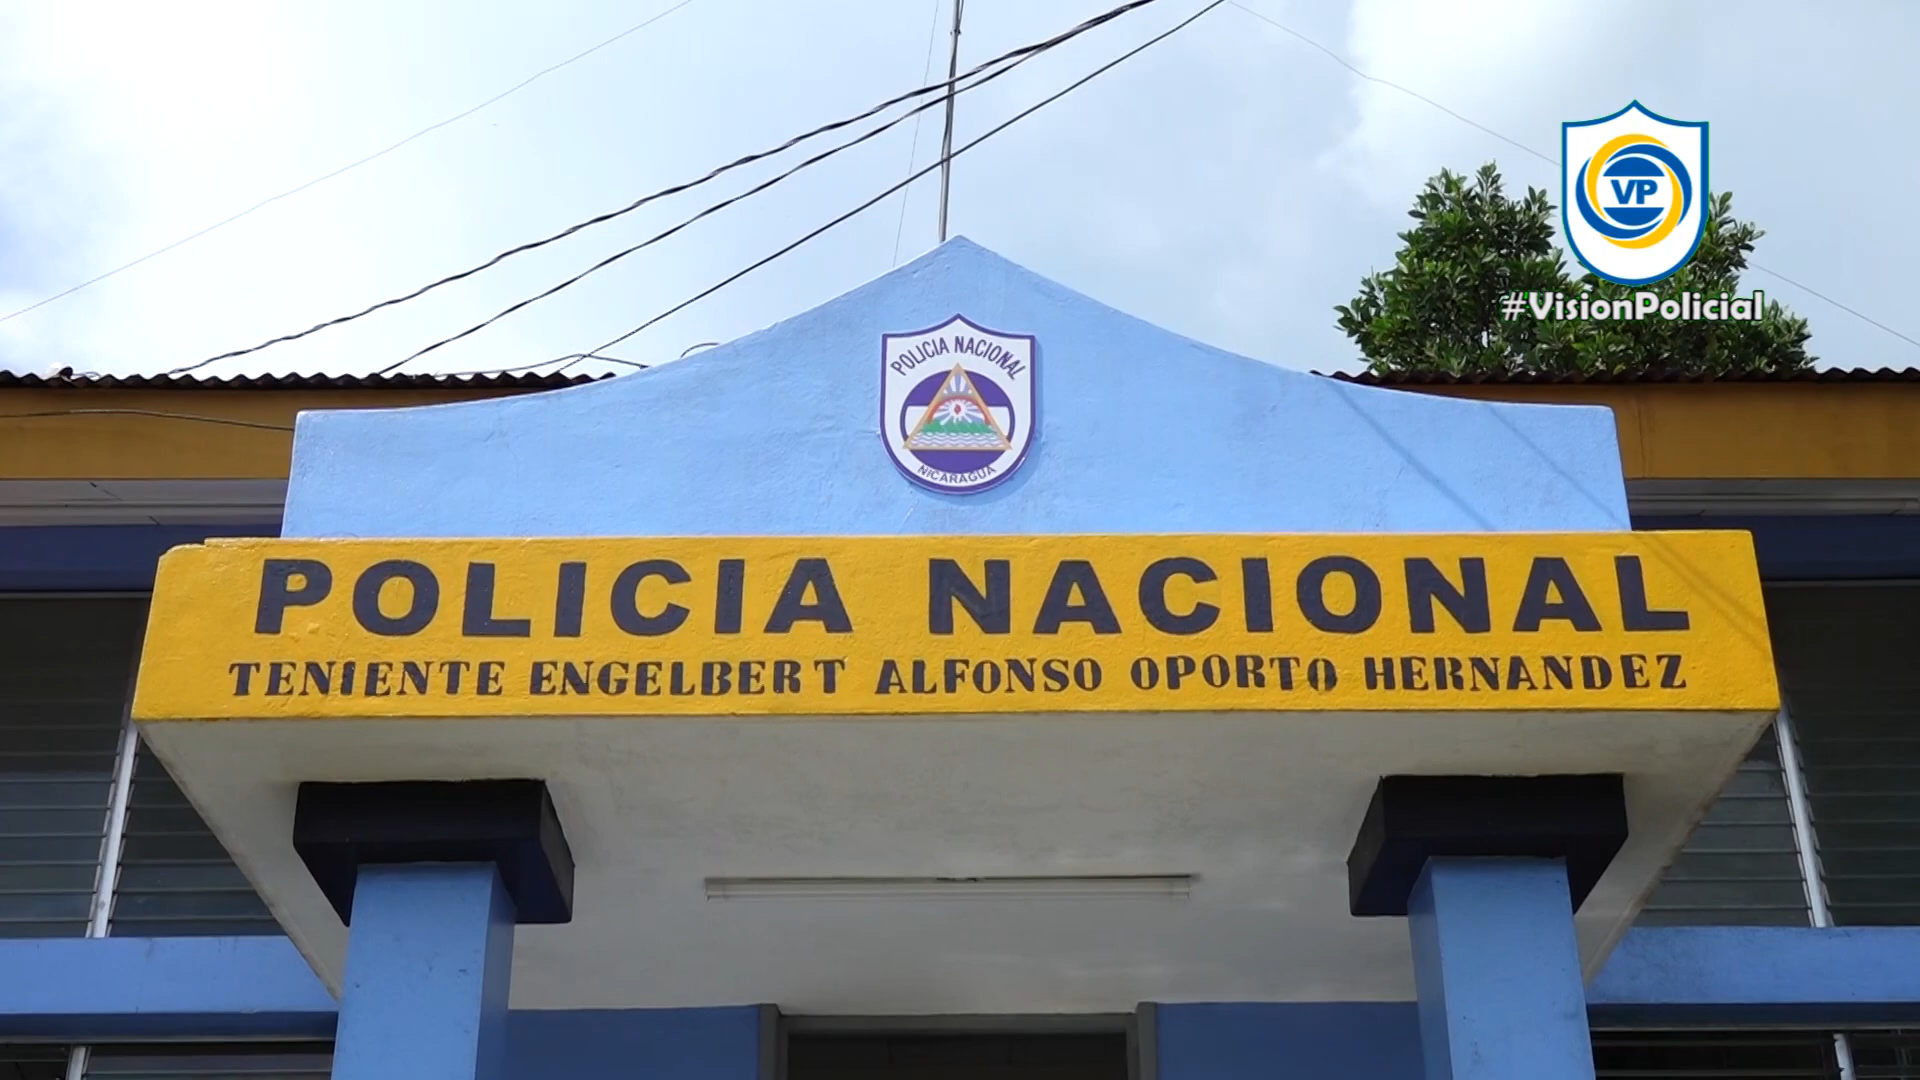 VP
#VisionPolicial
POLICIA NACIONAL
NICARAGUA
POLICIA NACIONAL
TENIENTE ENGELBERT ALFONSO OPORTO HERNANDEZ